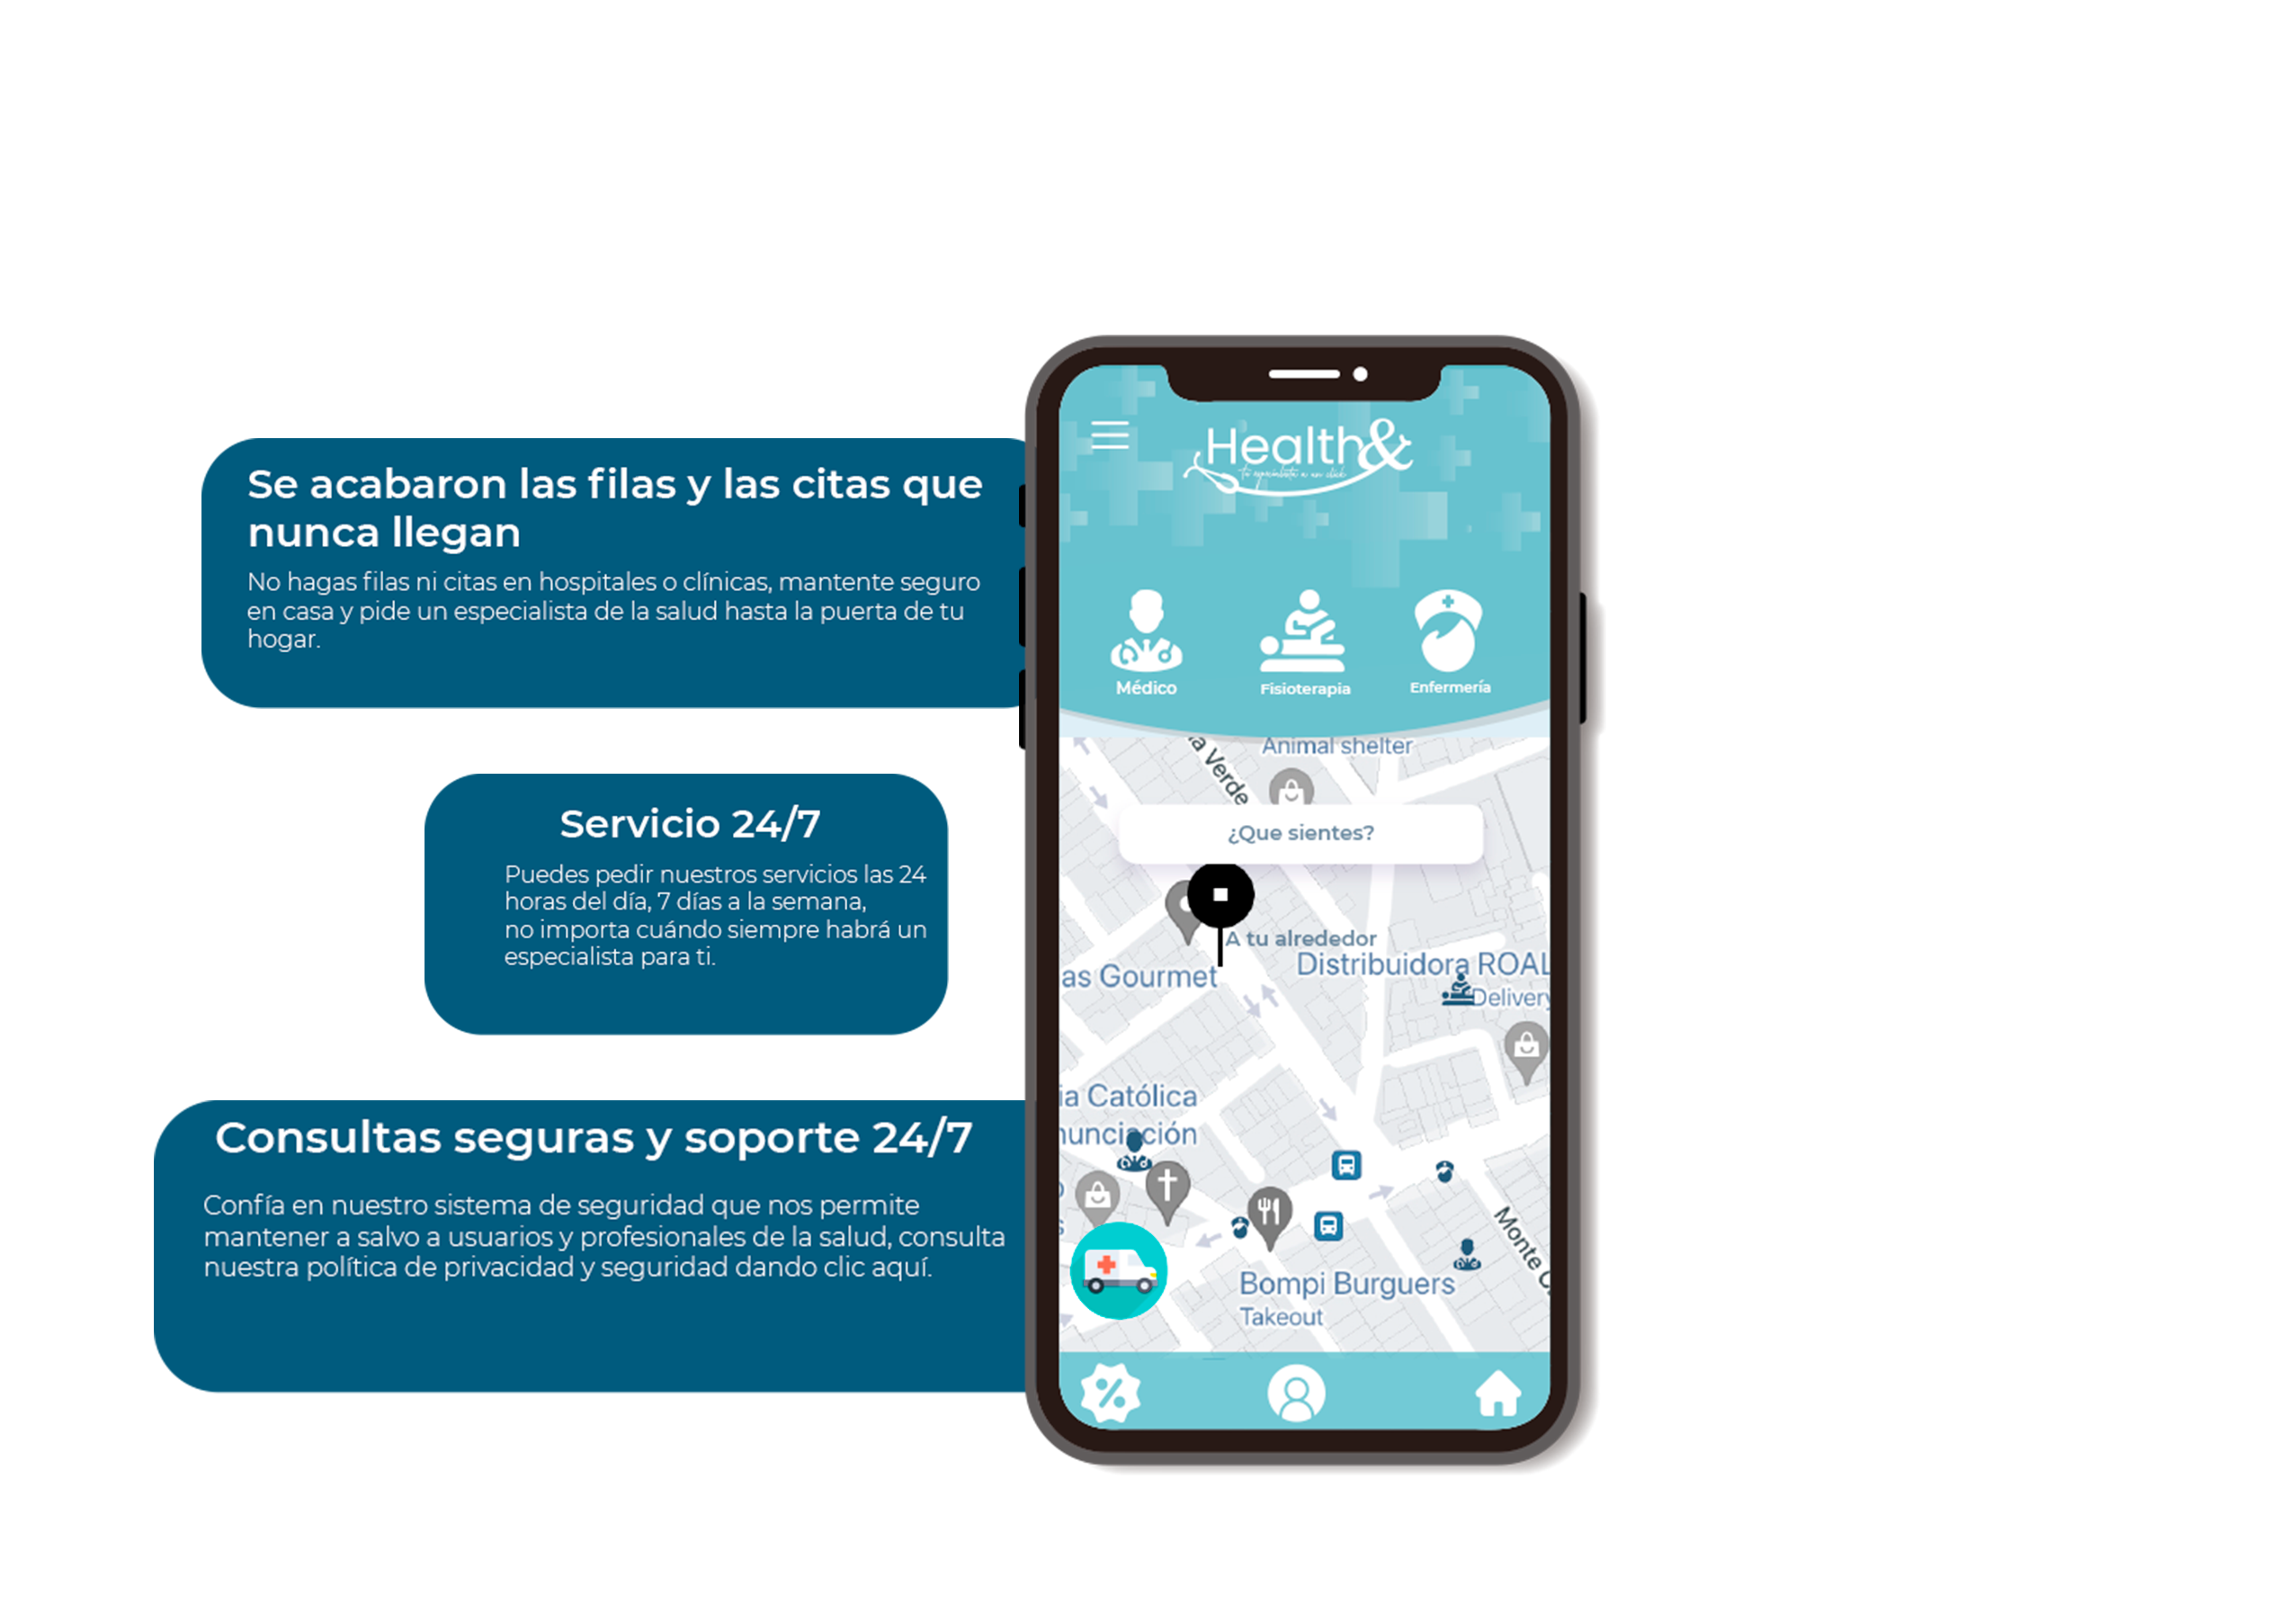 Se acabaron las filas y las citas que
nunca llegan
No hagas filas ni citas en hospitales o clínicas, mantente seguro
en casa y pide un especialista de la salud hasta la puerta de tu
hogar.
Servicio 24/7
Puedes pedir nuestros servicios las 24
horas del día, 7 días a la semana,
no importa cuándo siempre habrá un
especialista para ti.
Consultas seguras y soporte 24/7
Confía en nuestro sistema de seguridad que nos permite
mantener a salvo a usuarios y profesionales de la salud, consulta
nuestra política de privacidad y seguridad dando clic aquí.
Health&
tu especialista a un click
Médico
Fisioterapia
Enfermería
Animal shelter
a Verde
¿Que sientes?
A tu alrededor
as Gourmet
Distribuidora ROAL
Delivery
ia Católica
nunciación
Monte C
Bompi Burguers
Takeout